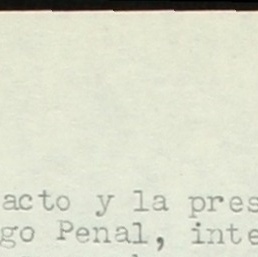 acto y la pres
go Penal, inte